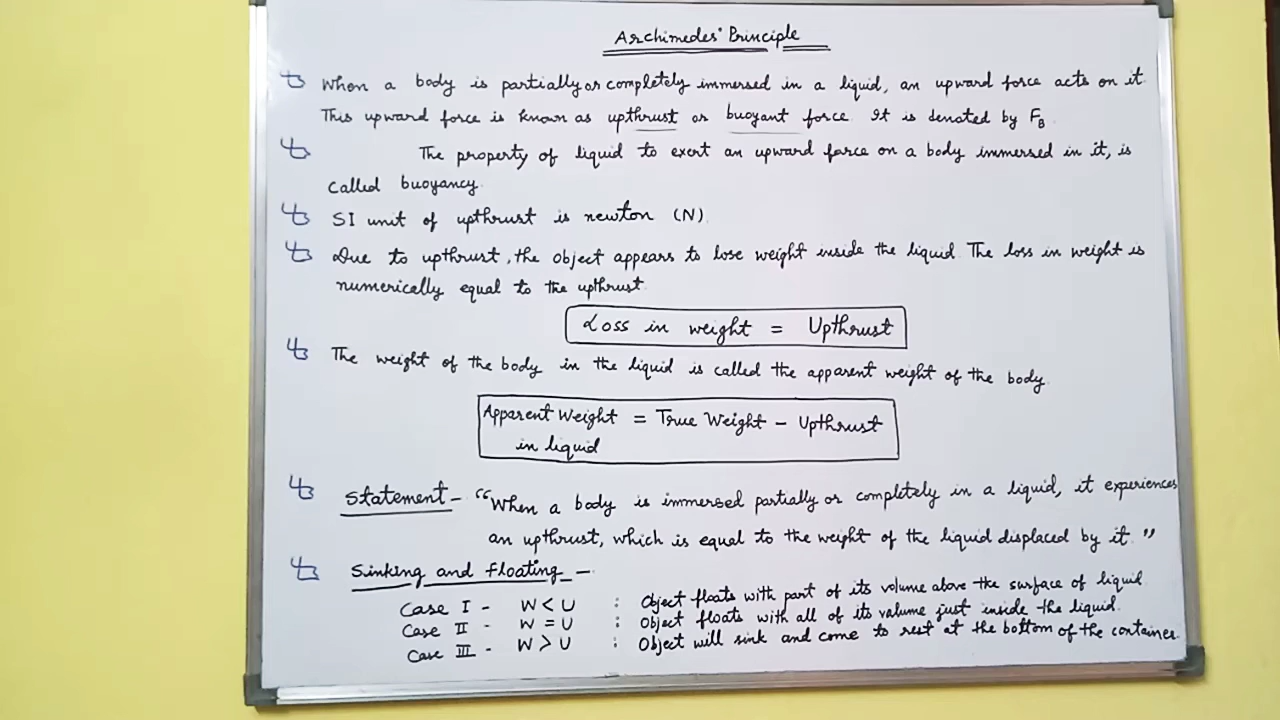 Archimedes' Principle
When a body is partially or completely immersed in a liquid, an upward force acts on it
This upward force is known as upthrust or buoyant force. It is denoted by FB
The property of liquid to exert an upward force on a body immersed in it, is
called buoyancy.
SI unit of upthrust is newton (N).
Due to upthrust, the object appears to lose weight inside the liquid. The loss in weight is
numerically equal to the upthrust
Loss in weight = Upthrust
The weight of the body in the liquid is called the apparent weight of the body.
Apparent Weight = True Weight - Upthrust
in liquid
Statement - "When a body is immersed partially or completely in a liquid, it experiences
an upthrust, which is equal to the weight of the liquid displaced by it."
Sinking and Floating -
Case I - W < U : Object floats with part of its volume above the surface of liquid
Case II - W = U : Object floats with all of its volume just inside the liquid.
Case III - W > U : Object will sink and come to rest at the bottom of the container.